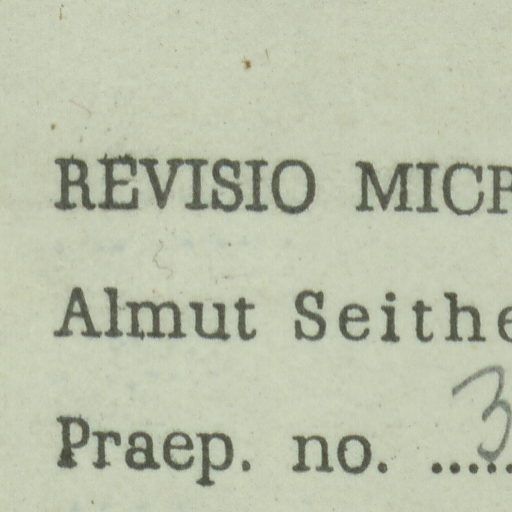 REVISIO MICR
Almut Seithe
Praep. no. ..... 3